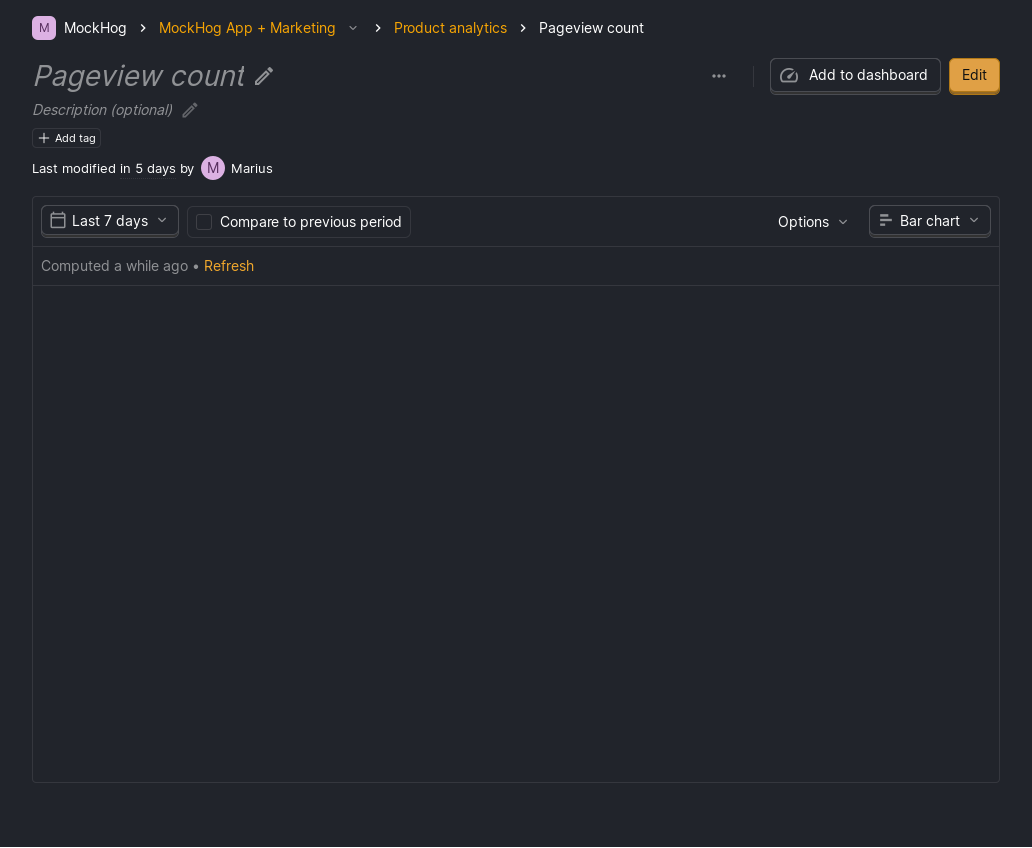 M MockHog MockHog App + Marketing Product analytics Pageview count
Pageview count
Add to dashboard Edit
Description (optional)
Add tag
Last modified in 5 days by M Marius
Last 7 days Compare to previous period Options Bar chart
Computed a while ago • Refresh